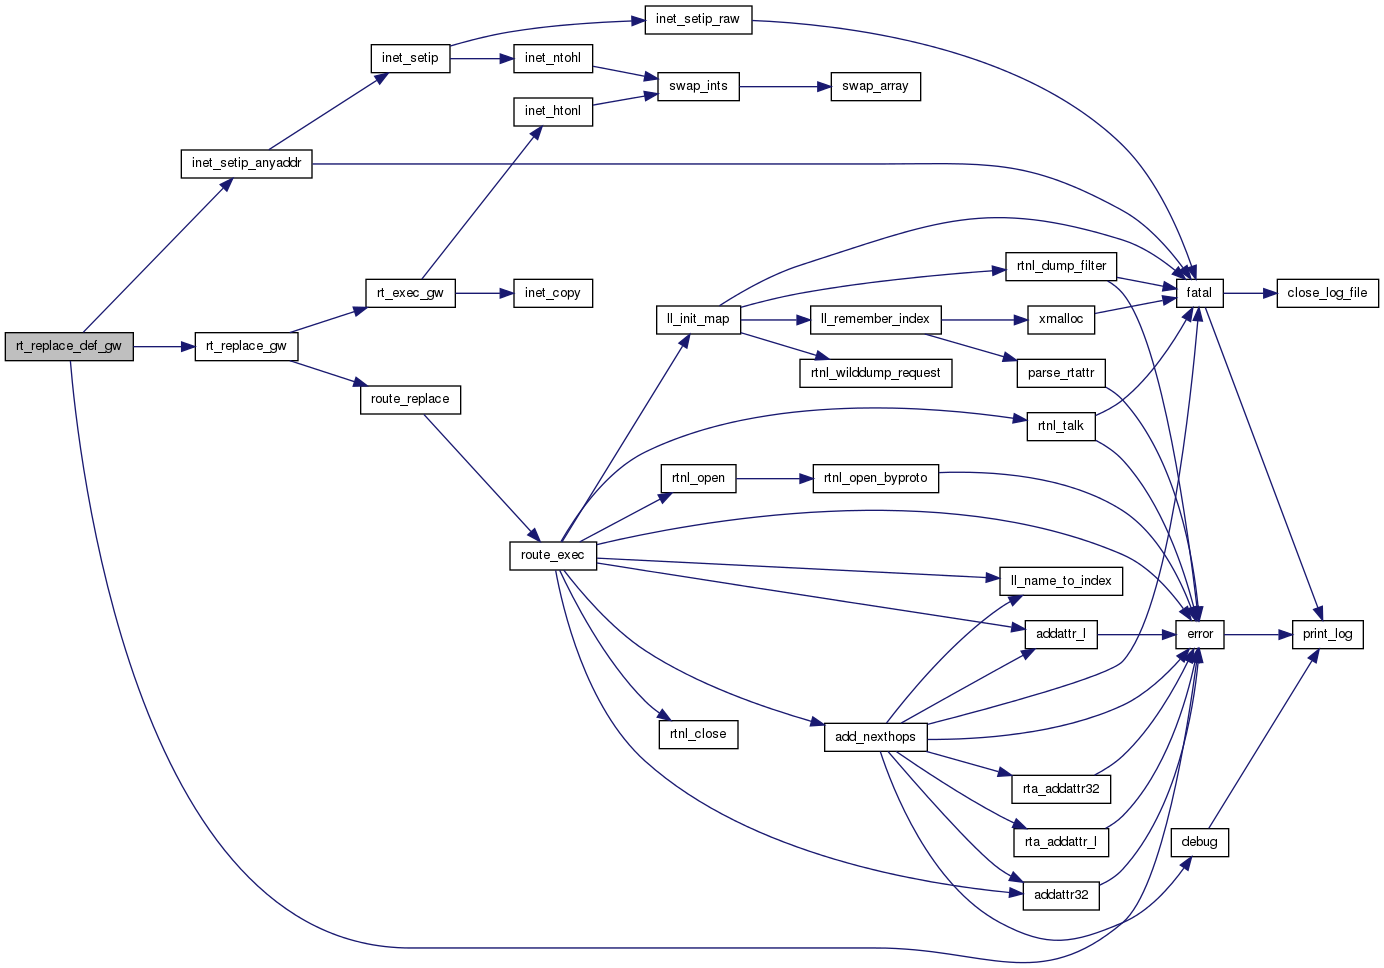 inet_setip_raw
inet_setip
inet_ntohl
swap_ints
swap_array
inet_htonl
inet_setip_anyaddr
rtnl_dump_filter
rt_exec_gw
inet_copy
fatal
close_log_file
ll_init_map
ll_remember_index
xmalloc
rt_replace_def_gw
rt_replace_gw
rtnl_wilddump_request
parse_rtattr
route_replace
rtnl_talk
rtnl_open
rtnl_open_byproto
route_exec
ll_name_to_index
addattr_l
error
print_log
rtnl_close
add_nexthops
rta_addattr32
rta_addattr_l
debug
addattr32